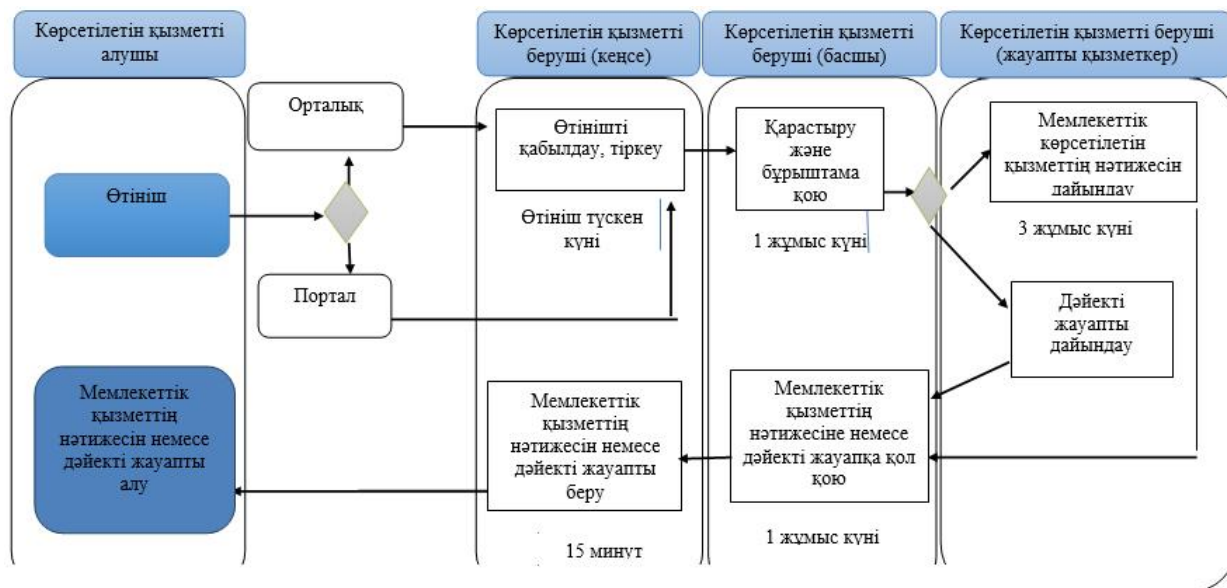 Көрсетілетін қызметті
алушы
Көрсетілетін қызметті
беруші (кеңсе)
Көрсетілетін қызметті
беруші (басшы)
Көрсетілетін қызметті беруші
(жауапты қызметкер)
Өтініш
Орталық
Портал
Өтінішті
қабылдау, тіркеу
Өтініш түскен
күні
Қарастыру
және
бұрыштама
қою
1 жұмыс күні
Мемлекеттік
көрсетілетін
қызметтің нәтижесін
дайындау
3 жұмыс күні
Дәйекті
жауапты
дайындау
Мемлекеттік
қызметтің
нәтижесін немесе
дәйекті жауапты
алу
Мемлекеттік
қызметтің
нәтижесін немесе
дәйекті жауапты
беру
15 минут
Мемлекеттік
қызметтің
нәтижесіне немесе
дәйекті жауапқа қол
қою
1 жұмыс күні